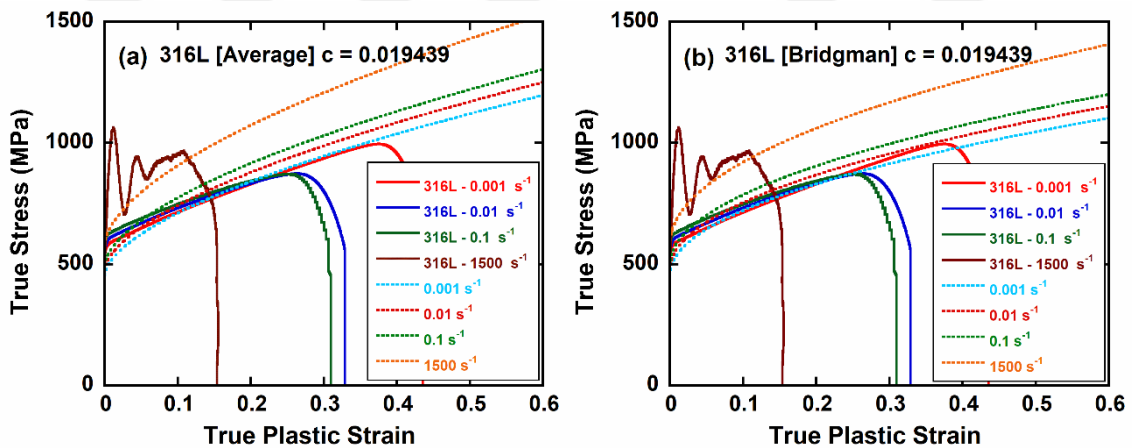 (a) 316L [Average] c = 0.019439
True Stress (MPa)
1500
1000
500
0
316L - 0.001 s⁻¹
316L - 0.01 s⁻¹
316L - 0.1 s⁻¹
316L - 1500 s⁻¹
0.001 s⁻¹
0.01 s⁻¹
0.1 s⁻¹
1500 s⁻¹
0 0.1 0.2 0.3 0.4 0.5 0.6
True Plastic Strain
(b) 316L [Bridgman] c = 0.019439
True Stress (MPa)
1500
1000
500
0
316L - 0.001 s⁻¹
316L - 0.01 s⁻¹
316L - 0.1 s⁻¹
316L - 1500 s⁻¹
0.001 s⁻¹
0.01 s⁻¹
0.1 s⁻¹
1500 s⁻¹
0 0.1 0.2 0.3 0.4 0.5 0.6
True Plastic Strain